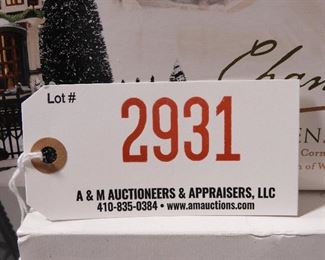 Lot #
2931
A & M AUCTIONEERS & APPRAISERS, LLC
410-835-0384 • www.amauctions.com